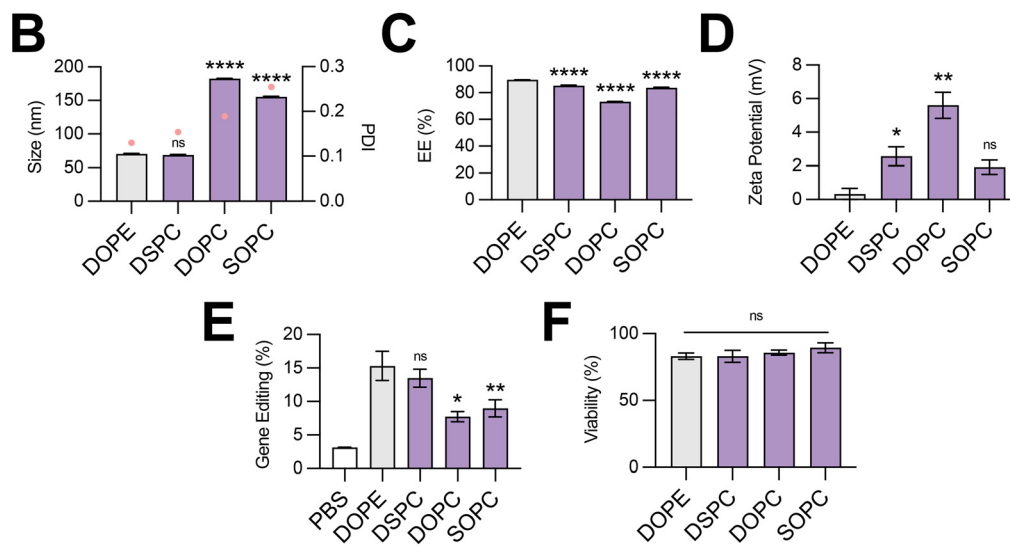 B
Size (nm)
200
150
100
50
0
ns
****
****
0.3
0.2
0.1
0.0
PDI
DOPE
DSPC
DOPC
SOPC
C
EE (%)
100
80
60
40
20
0
****
****
****
DOPE
DSPC
DOPC
SOPC
D
Zeta Potential (mV)
8
6
4
2
0
*
**
ns
DOPE
DSPC
DOPC
SOPC
E
Gene Editing (%)
20
15
10
5
0
ns
*
**
PBS
DOPE
DSPC
DOPC
SOPC
F
Viability (%)
100
50
0
ns
DOPE
DSPC
DOPC
SOPC